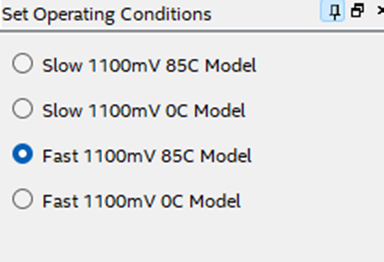 Set Operating Conditions
Slow 1100mV 85C Model
Slow 1100mV 0C Model
Fast 1100mV 85C Model
Fast 1100mV 0C Model